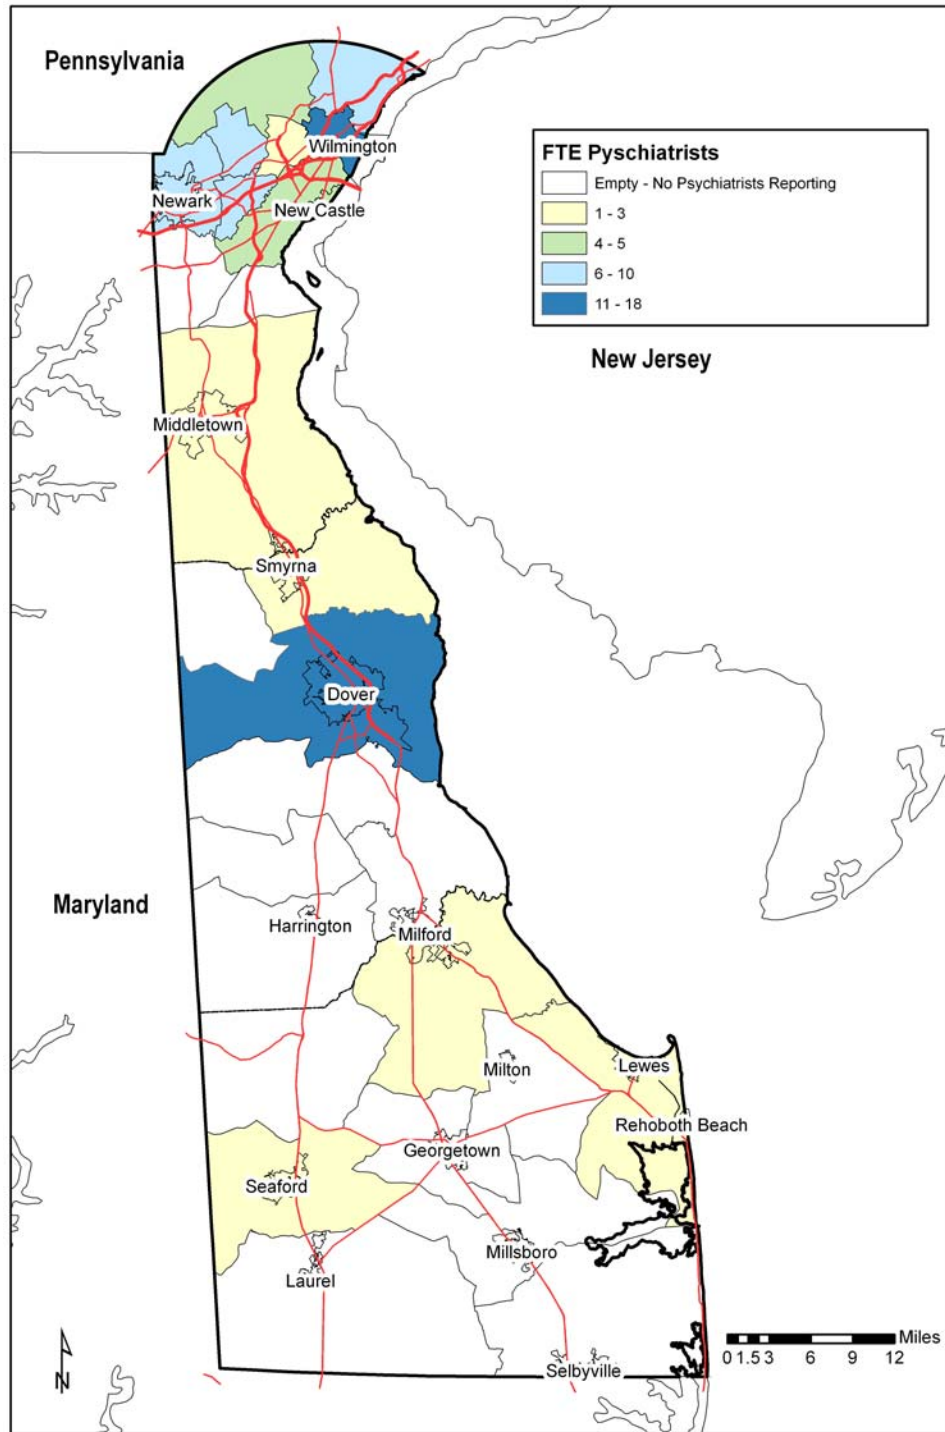 Pennsylvania
Wilmington
FTE Pyschiatrists
Empty - No Psychiatrists Reporting
1 - 3
4 - 5
6 - 10
11 - 18
Newark
New Castle
New Jersey
Middletown
Smyrna
Dover
Maryland
Harrington
Milford
Milton
Lewes
Rehoboth Beach
Georgetown
Seaford
Millsboro
Laurel
Selbyville
Miles
0 1.5 3 6 9 12
N